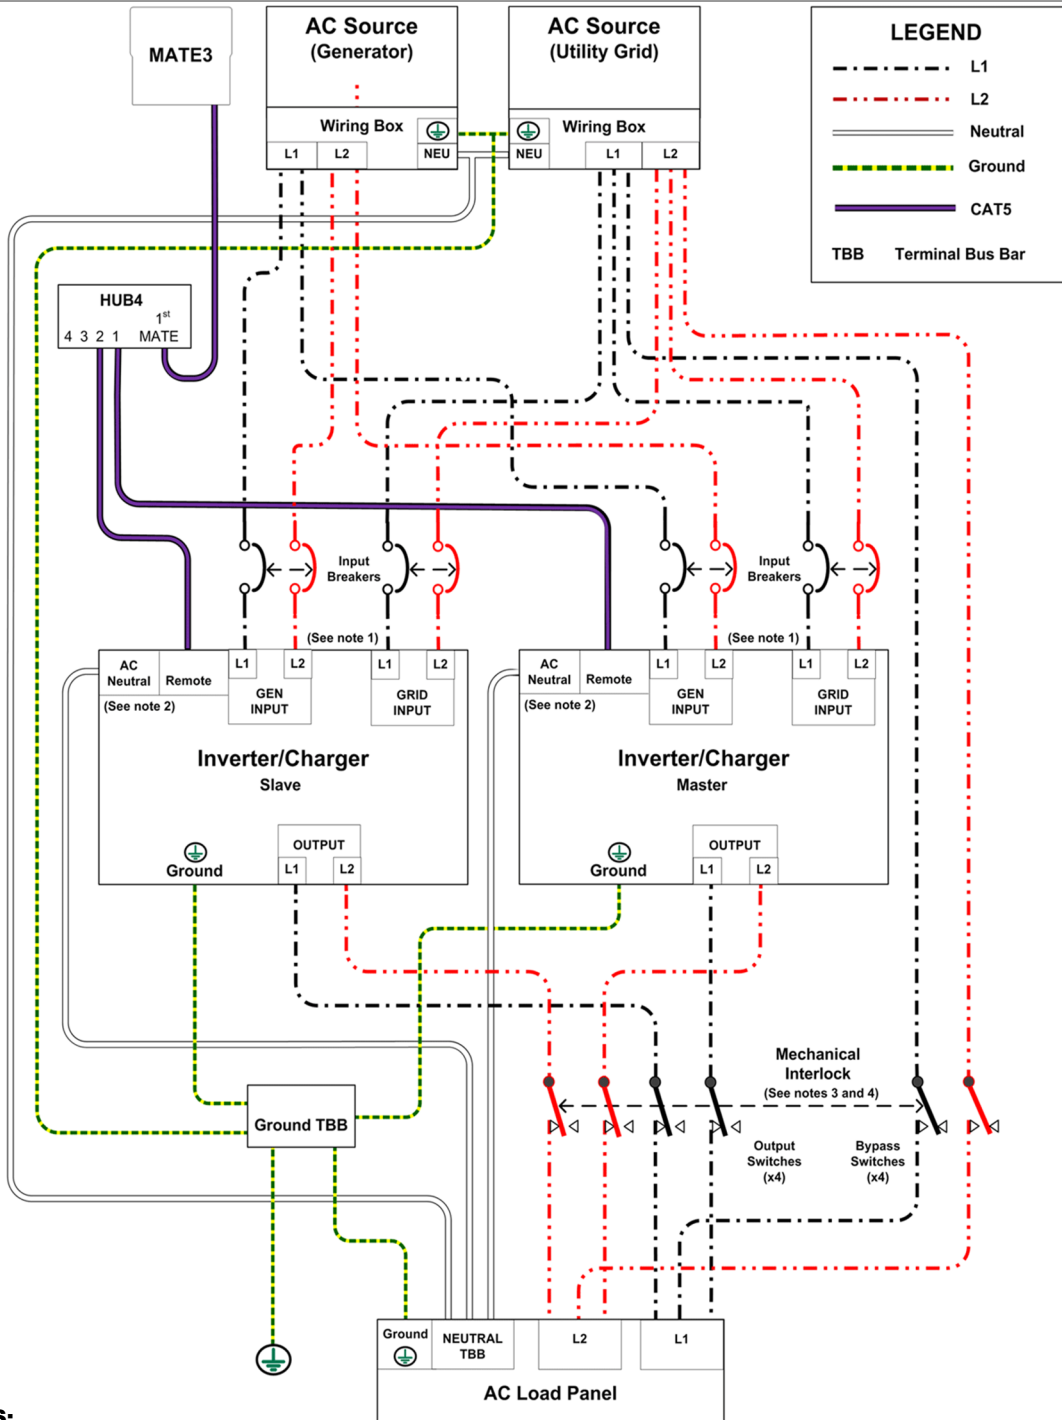 MATE3
AC Source
(Generator)
Wiring Box
L1 L2
NEU
AC Source
(Utility Grid)
Wiring Box
NEU
L1 L2
LEGEND
L1
L2
Neutral
Ground
CAT5
TBB Terminal Bus Bar
HUB4
1st
4 3 2 1 MATE
Input
Breakers
(See note 1)
Input
Breakers
(See note 1)
AC
Neutral
Remote
(See note 2)
L1 L2
GEN
INPUT
L1 L2
GRID
INPUT
Inverter/Charger
Slave
Ground
OUTPUT
L1 L2
AC
Neutral
Remote
(See note 2)
L1 L2
GEN
INPUT
L1 L2
GRID
INPUT
Inverter/Charger
Master
Ground
OUTPUT
L1 L2
Mechanical
Interlock
(See notes 3 and 4)
Output
Switches
(x4)
Bypass
Switches
(x4)
Ground TBB
Ground
NEUTRAL
TBB
L2
L1
AC Load Panel